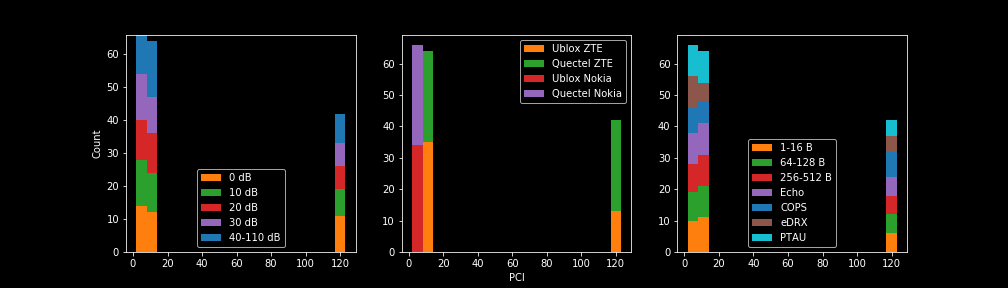 60
50
40
30
20
10
0
Count
0 20 40 60 80 100 120
0 dB
10 dB
20 dB
30 dB
40-110 dB
60
50
40
30
20
10
0
0 20 40 60 80 100 120
PCI
Ublox ZTE
Quectel ZTE
Ublox Nokia
Quectel Nokia
60
50
40
30
20
10
0
0 20 40 60 80 100 120
1-16 B
64-128 B
256-512 B
Echo
COPS
eDRX
PTAU